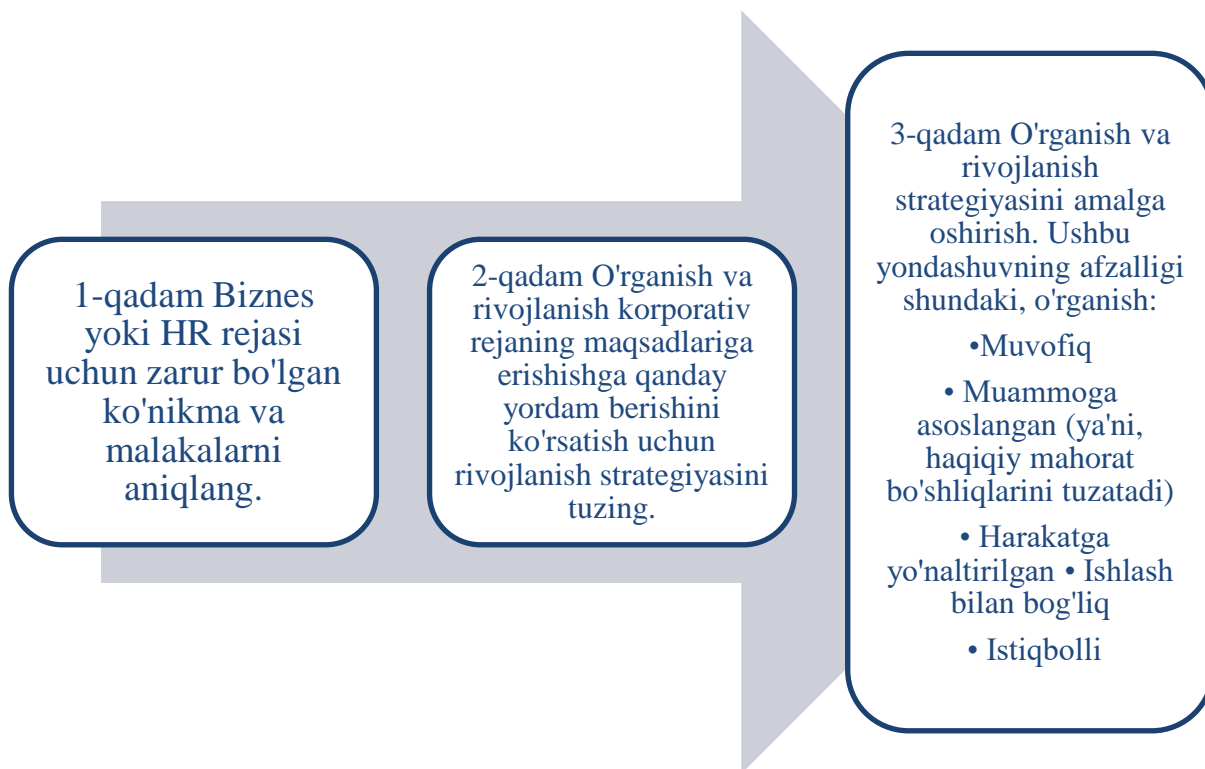 1-qadam Biznes
yoki HR rejasi
uchun zarur bo'lgan
ko'nikma va
malakalarni
aniqlang.
2-qadam O'rganish va
rivojlanish korporativ
rejaning maqsadlariga
erishishga qanday
yordam berishini
ko'rsatish uchun
rivojlanish strategiyasini
tuzing.
3-qadam O'rganish va
rivojlanish
strategiyasini amalga
oshirish. Ushbu
yondashuvning afzalligi
shundaki, o'rganish:
•Muvofiq
• Muammoga
asoslangan (ya'ni,
haqiqiy mahorat
bo'shliqlarini tuzatadi)
• Harakatga
yo'naltirilgan • Ishlash
bilan bog'liq
• Istiqbolli